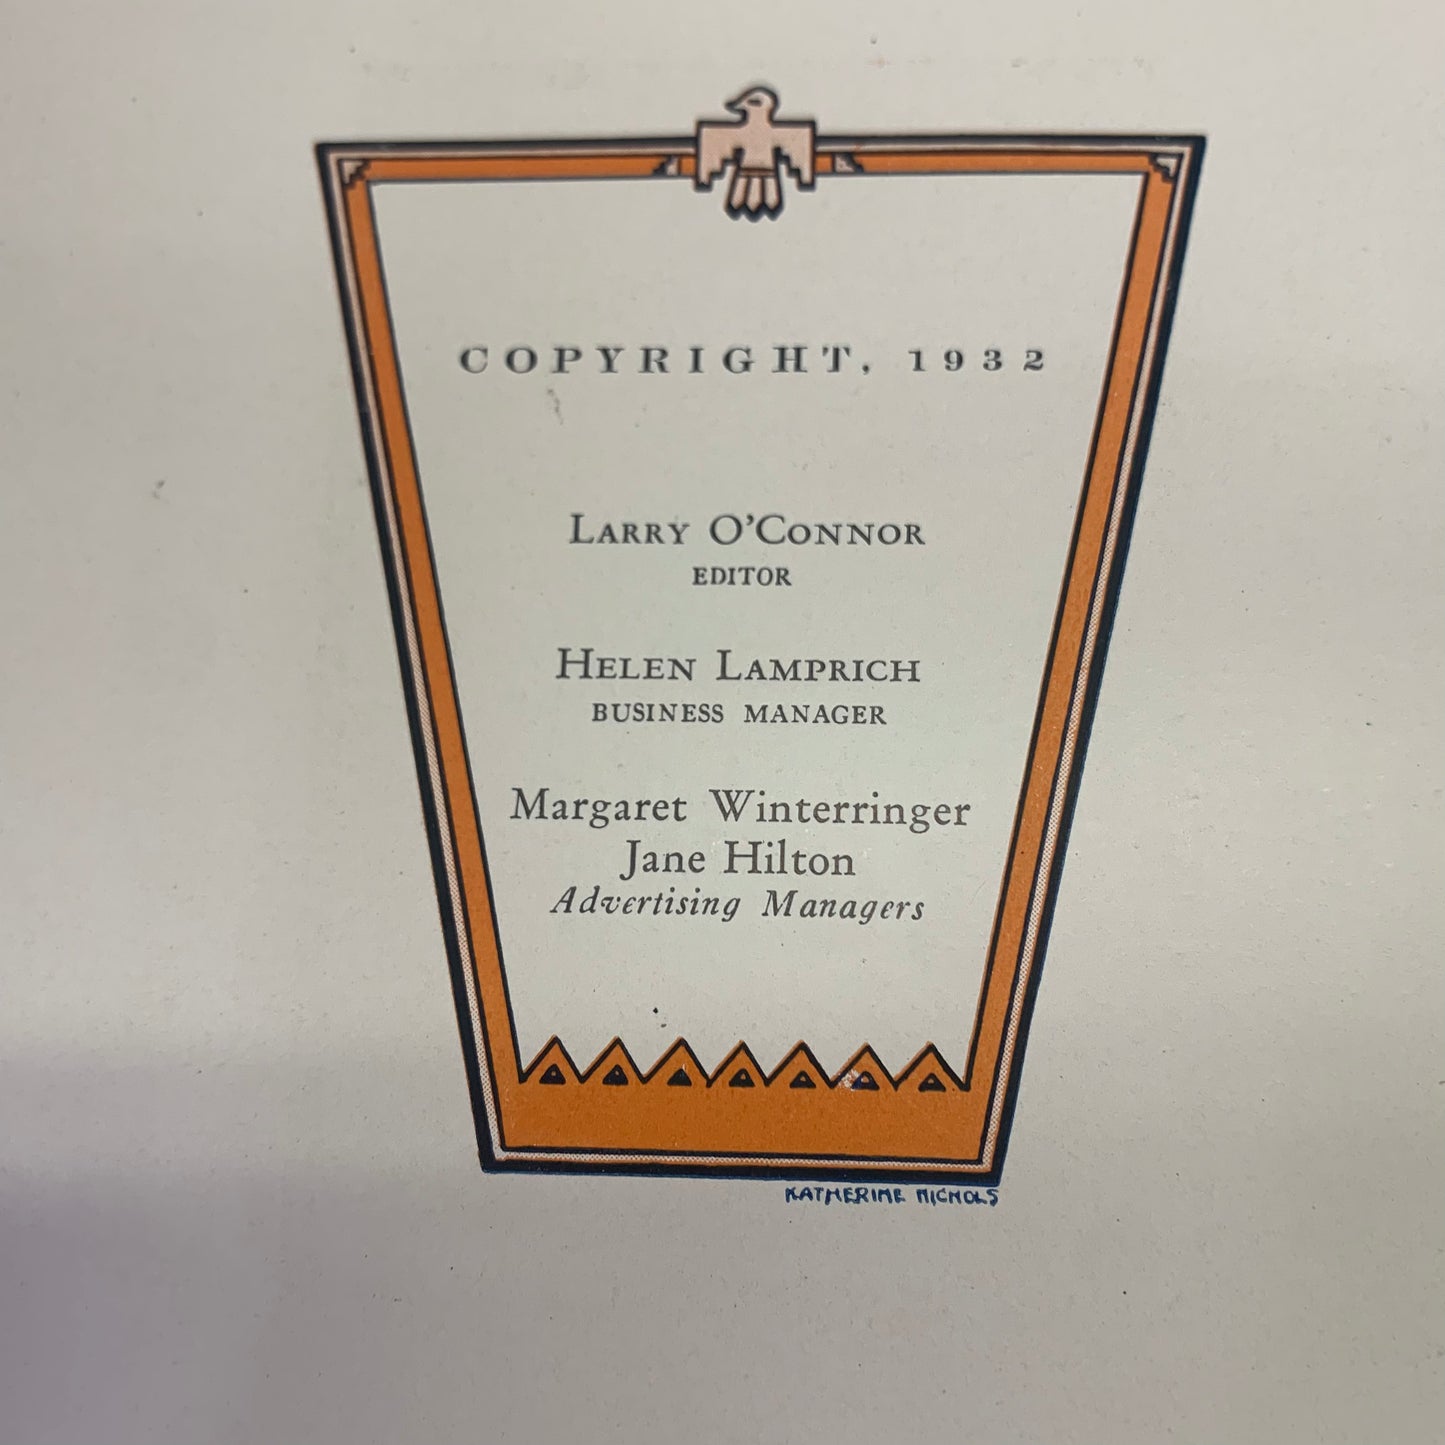 COPYRIGHT, 1932
LARRY O'CONNOR
EDITOR
HELEN LAMPRICH
BUSINESS MANAGER
Margaret Winterringer
Jane Hilton
Advertising Managers
KATHERINE NICHOLS